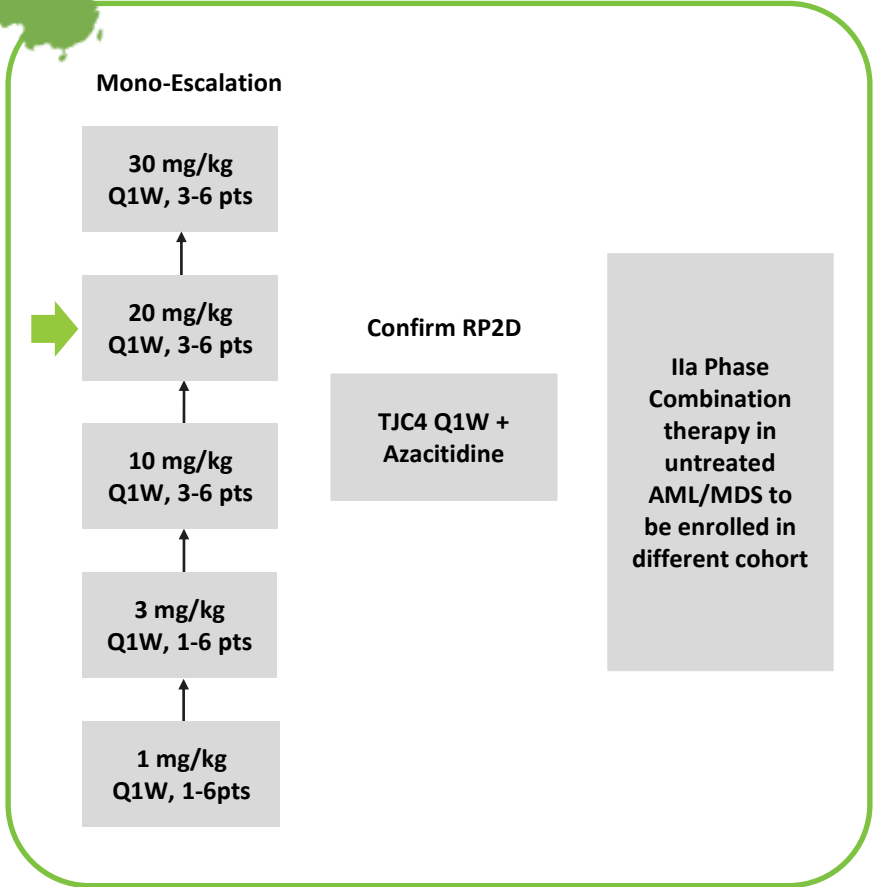 Mono-Escalation
30 mg/kg
Q1W, 3-6 pts
20 mg/kg
Q1W, 3-6 pts
10 mg/kg
Q1W, 3-6 pts
3 mg/kg
Q1W, 1-6 pts
1 mg/kg
Q1W, 1-6pts
Confirm RP2D
TJC4 Q1W +
Azacitidine
IIa Phase
Combination
therapy in
untreated
AML/MDS to
be enrolled in
different cohort